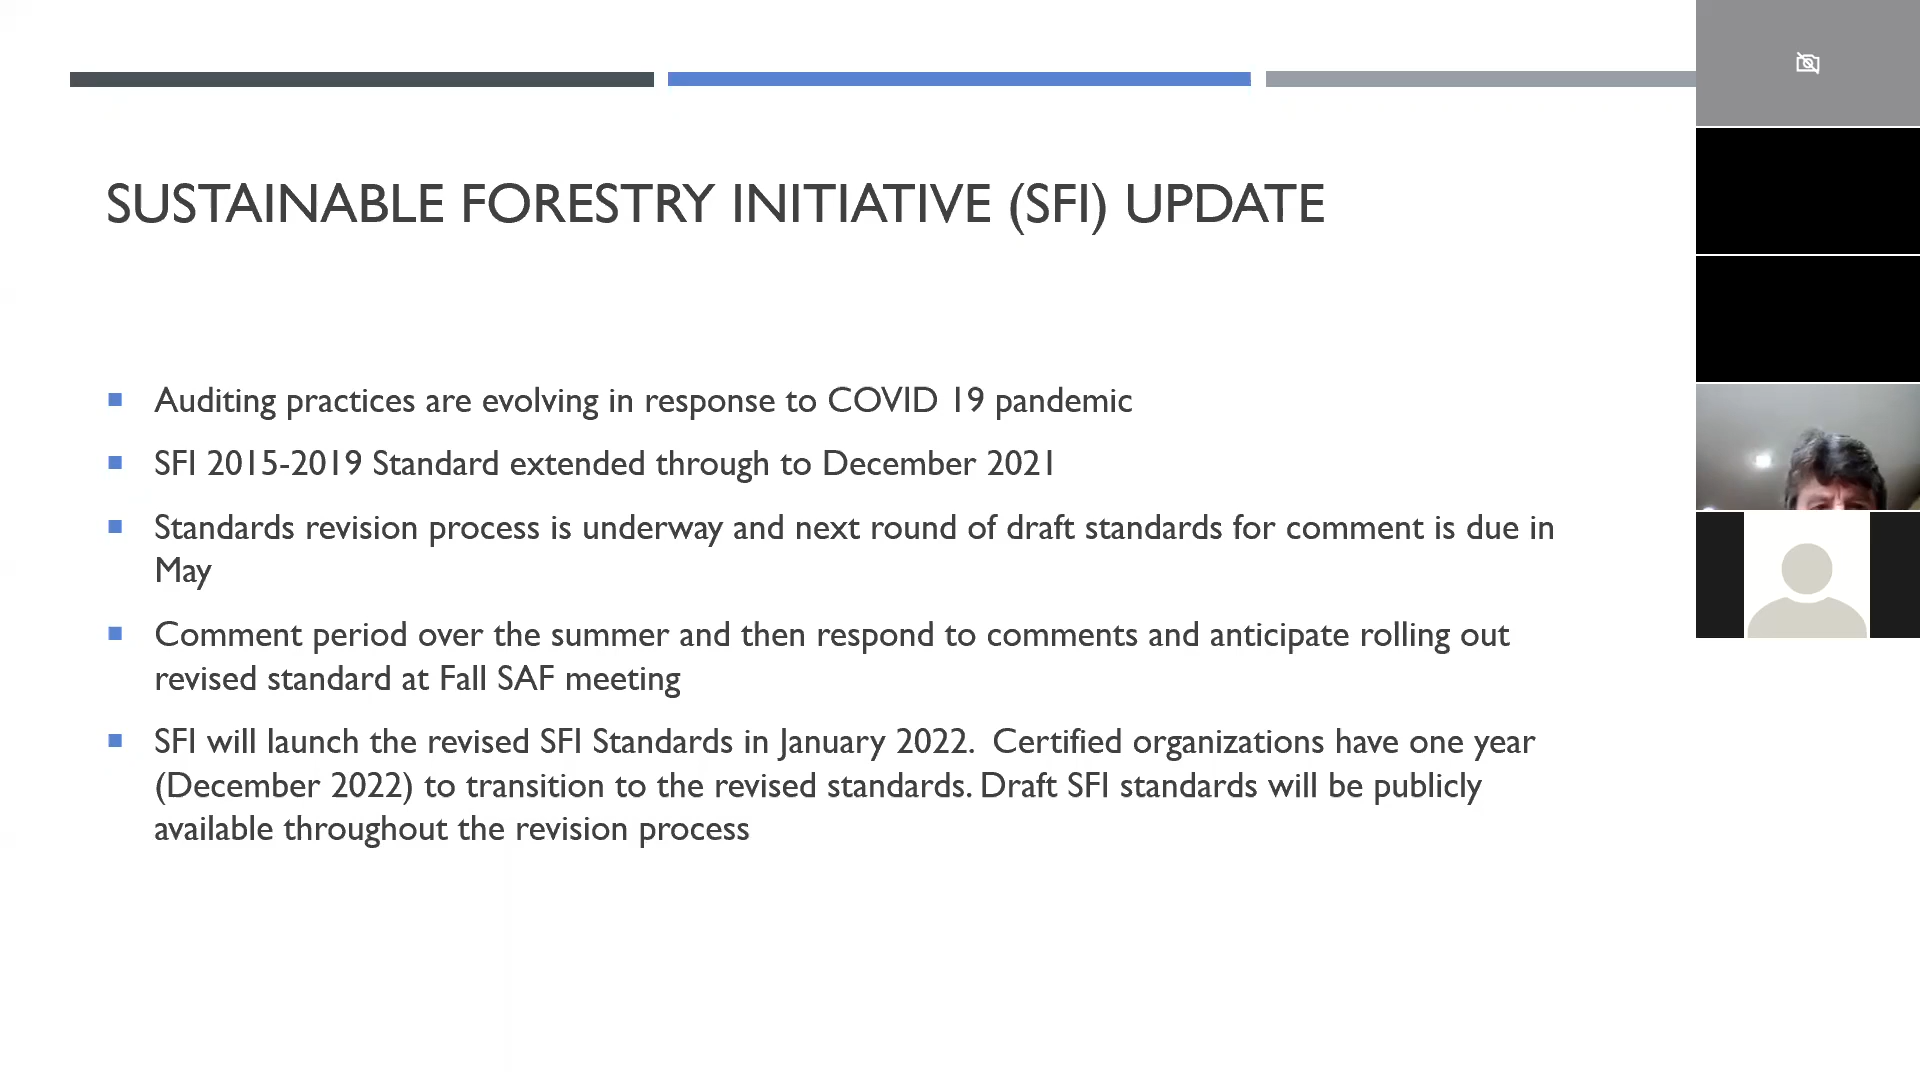 SUSTAINABLE FORESTRY INITIATIVE (SFI) UPDATE
Auditing practices are evolving in response to COVID 19 pandemic
SFI 2015-2019 Standard extended through to December 2021
Standards revision process is underway and next round of draft standards for comment is due in
May
Comment period over the summer and then respond to comments and anticipate rolling out
revised standard at Fall SAF meeting
SFI will launch the revised SFI Standards in January 2022.  Certified organizations have one year
(December 2022) to transition to the revised standards. Draft SFI standards will be publicly
available throughout the revision process